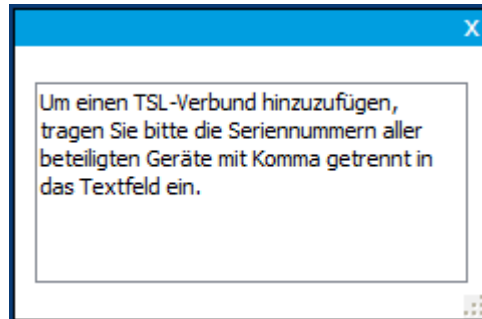 x
Um einen TSL-Verbund hinzuzufügen,
tragen Sie bitte die Seriennummern aller
beteiligten Geräte mit Komma getrennt in
das Textfeld ein.